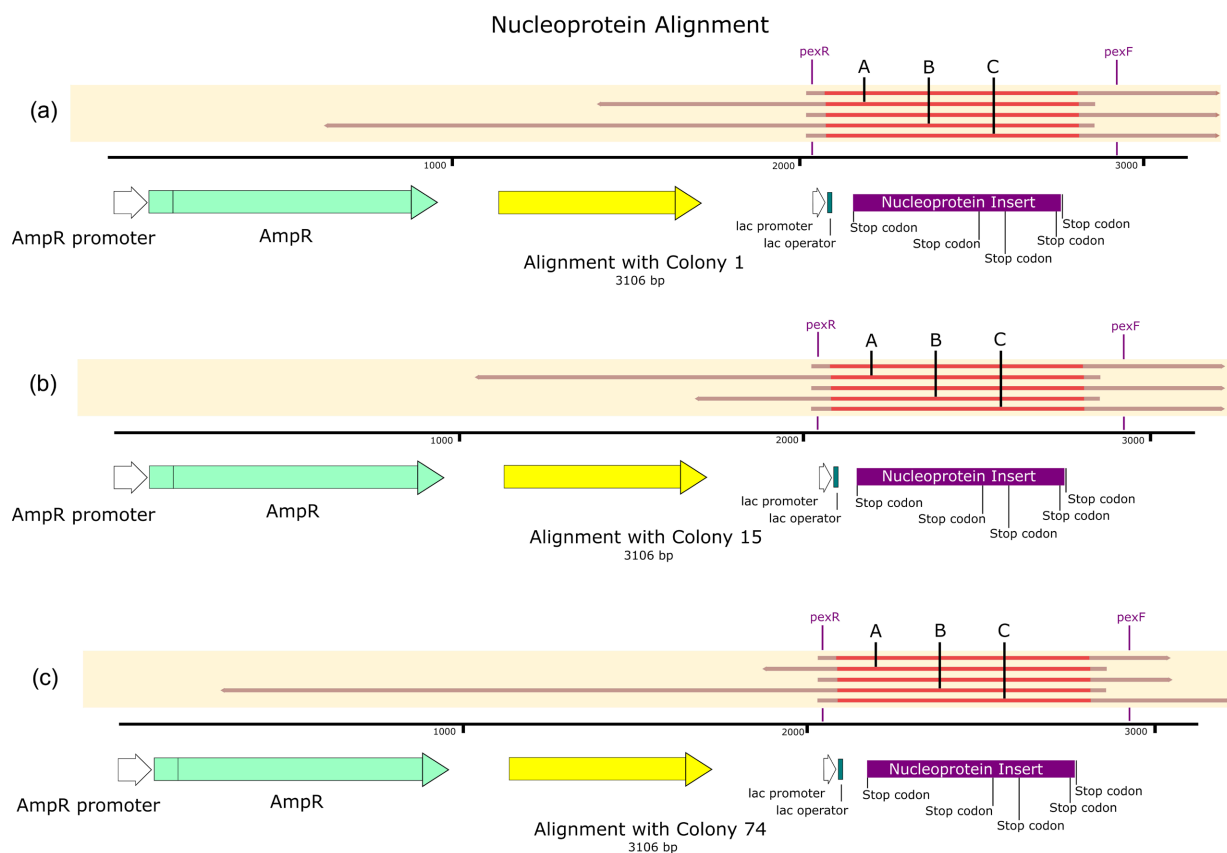 Nucleoprotein Alignment
(a)
pexR
A
B
C
pexF
1000
2000
3000
AmpR promoter
AmpR
lac promoter
lac operator
Nucleoprotein Insert
Stop codon
Stop codon
Stop codon
Stop codon
Stop codon
Alignment with Colony 1
3106 bp
(b)
pexR
A
B
C
pexF
1000
2000
3000
AmpR promoter
AmpR
lac promoter
lac operator
Nucleoprotein Insert
Stop codon
Stop codon
Stop codon
Stop codon
Stop codon
Alignment with Colony 15
3106 bp
(c)
pexR
A
B
C
pexF
1000
2000
3000
AmpR promoter
AmpR
lac promoter
lac operator
Nucleoprotein Insert
Stop codon
Stop codon
Stop codon
Stop codon
Stop codon
Alignment with Colony 74
3106 bp